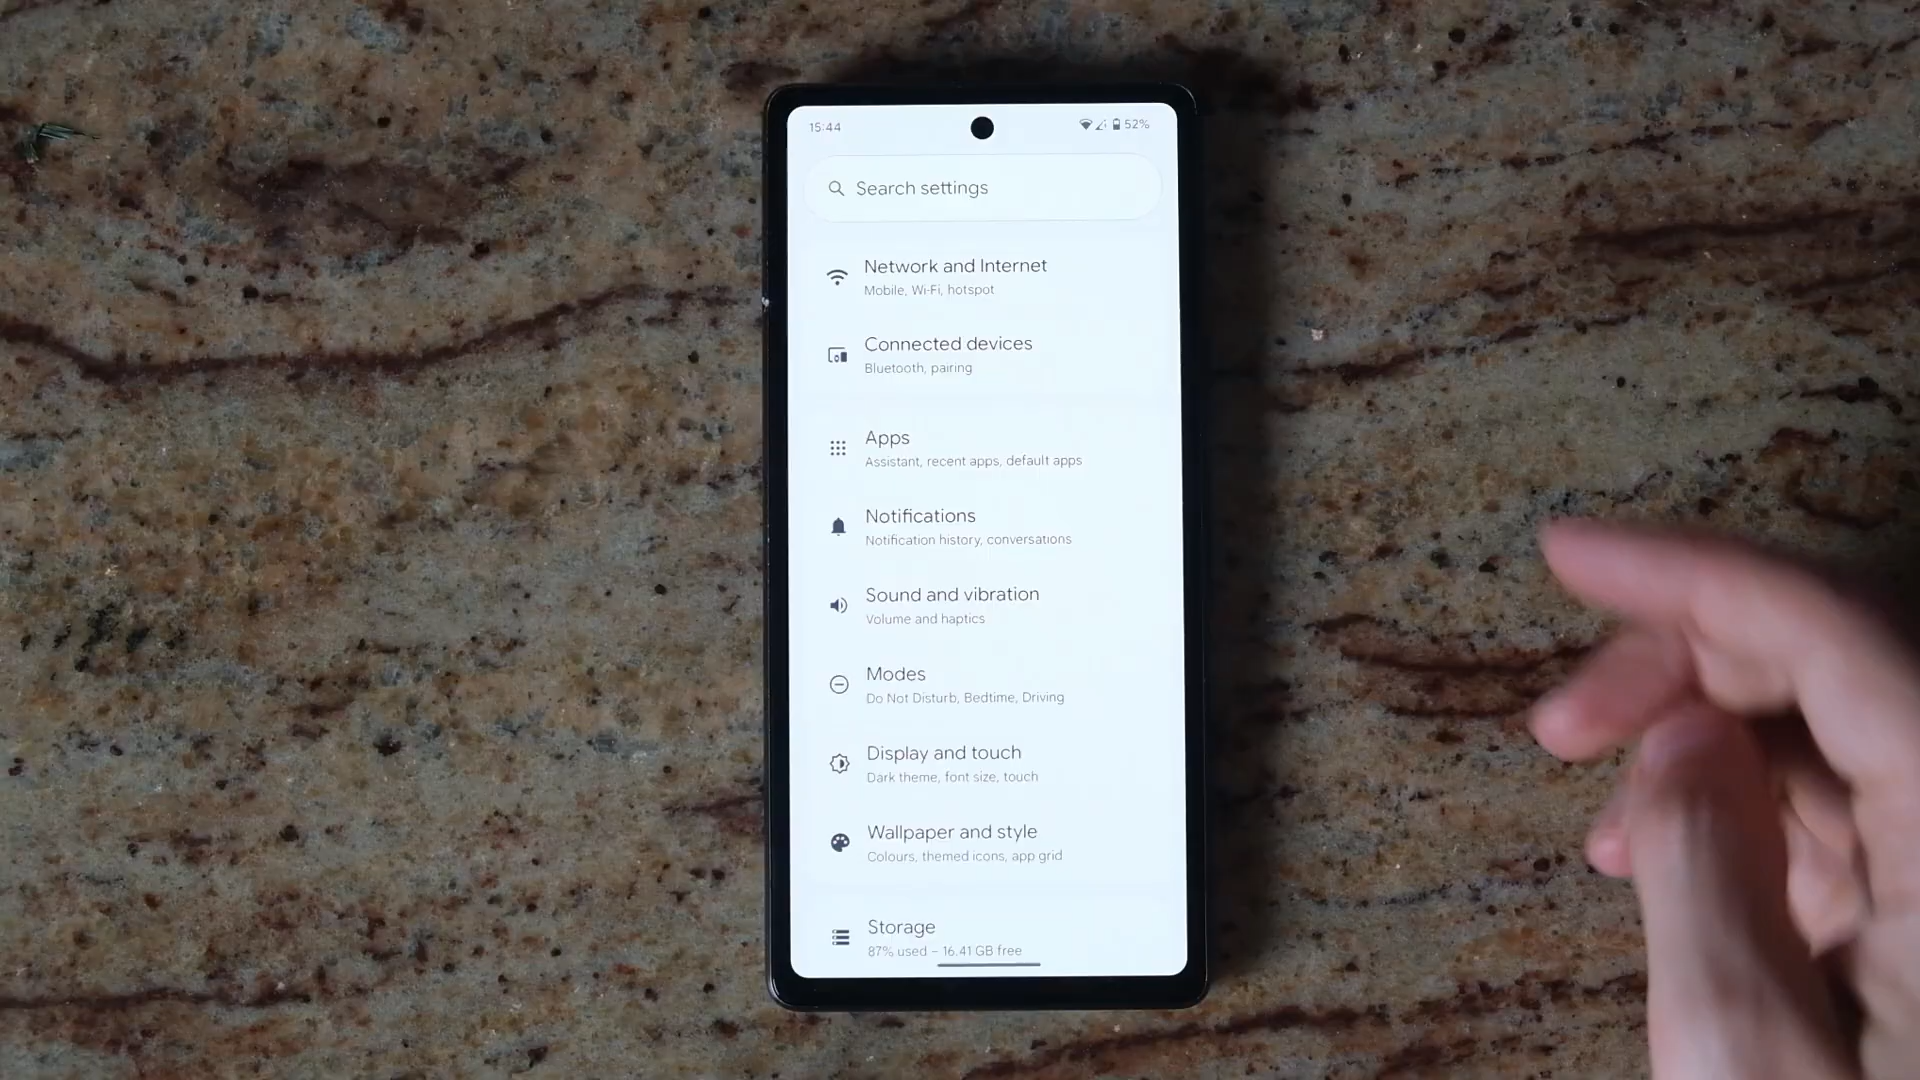 15:44
52%
Search settings
Network and Internet
Mobile, Wi-Fi, hotspot
Connected devices
Bluetooth, pairing
Apps
Assistant, recent apps, default apps
Notifications
Notification history, conversations
Sound and vibration
Volume and haptics
Modes
Do Not Disturb, Bedtime, Driving
Display and touch
Dark theme, font size, touch
Wallpaper and style
Colours, themed icons, app grid
Storage
87% used – 16.41 GB free